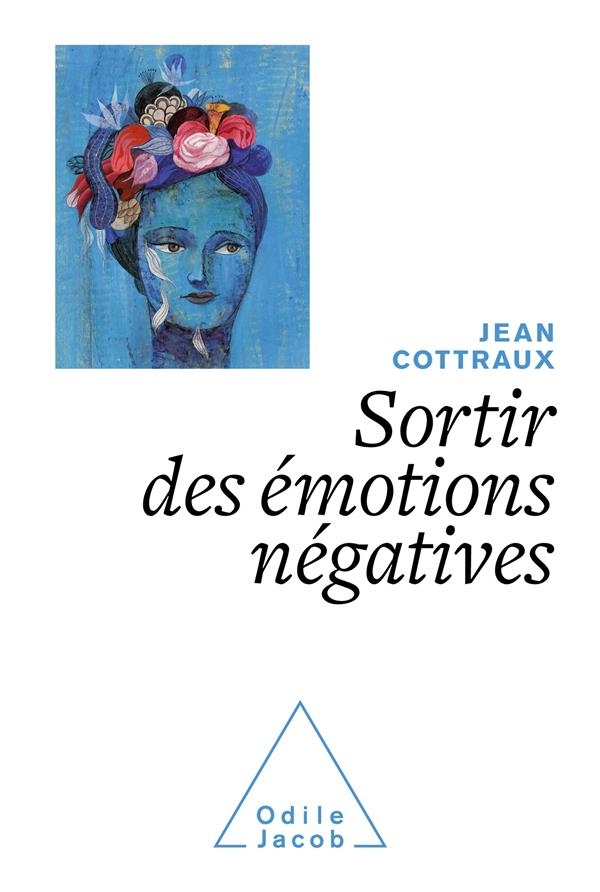 JEAN
COTTRAUX
Sortir
des émotions
négatives
Odile
Jacob